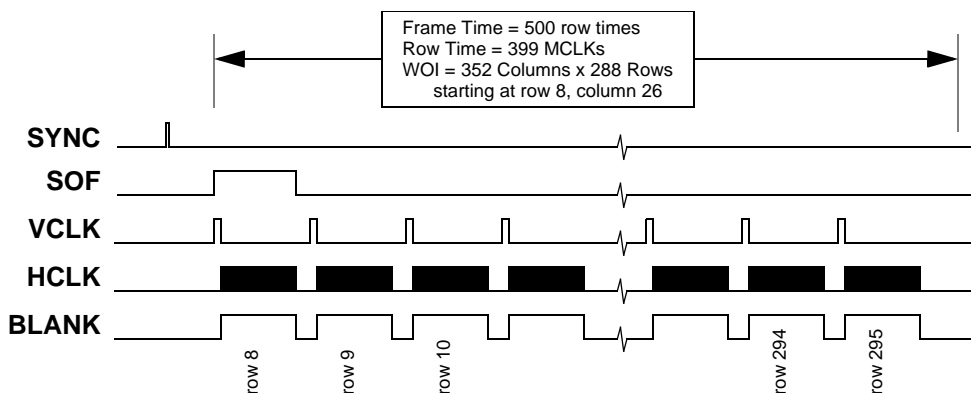 Frame Time = 500 row times
Row Time = 399 MCLKs
WOI = 352 Columns x 288 Rows
starting at row 8, column 26
SYNC
SOF
VCLK
HCLK
BLANK
row 8
row 9
row 10
row 294
row 295